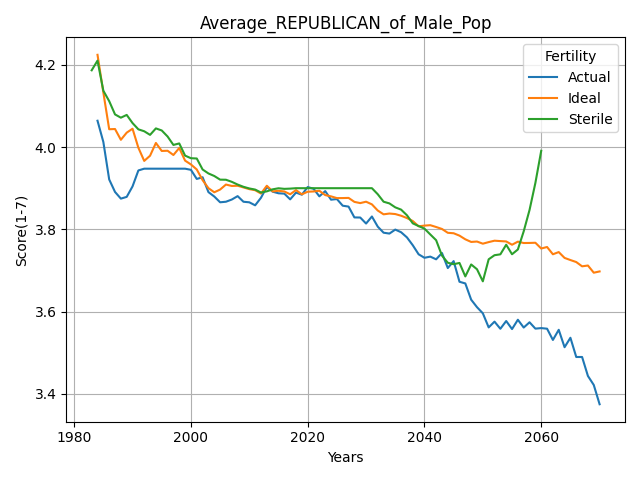 Average_REPUBLICAN_of_Male_Pop
Fertility
Actual
Ideal
Sterile
Score(1-7)
4.2
4.0
3.8
3.6
3.4
1980 2000 2020 2040 2060
Years